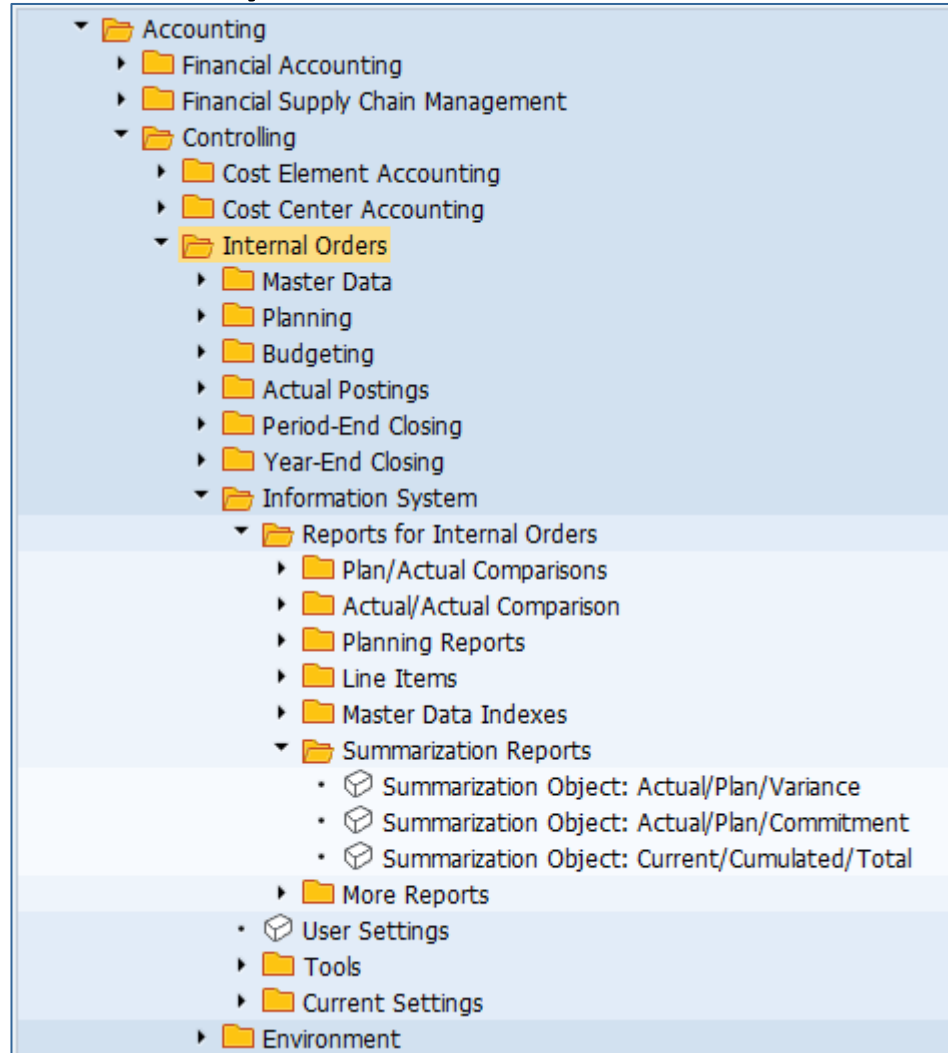 Accounting
Financial Accounting
Financial Supply Chain Management
Controlling
Cost Element Accounting
Cost Center Accounting
Internal Orders
Master Data
Planning
Budgeting
Actual Postings
Period-End Closing
Year-End Closing
Information System
Reports for Internal Orders
Plan/Actual Comparisons
Actual/Actual Comparison
Planning Reports
Line Items
Master Data Indexes
Summarization Reports
Summarization Object: Actual/Plan/Variance
Summarization Object: Actual/Plan/Commitment
Summarization Object: Current/Cumulated/Total
More Reports
User Settings
Tools
Current Settings
Environment